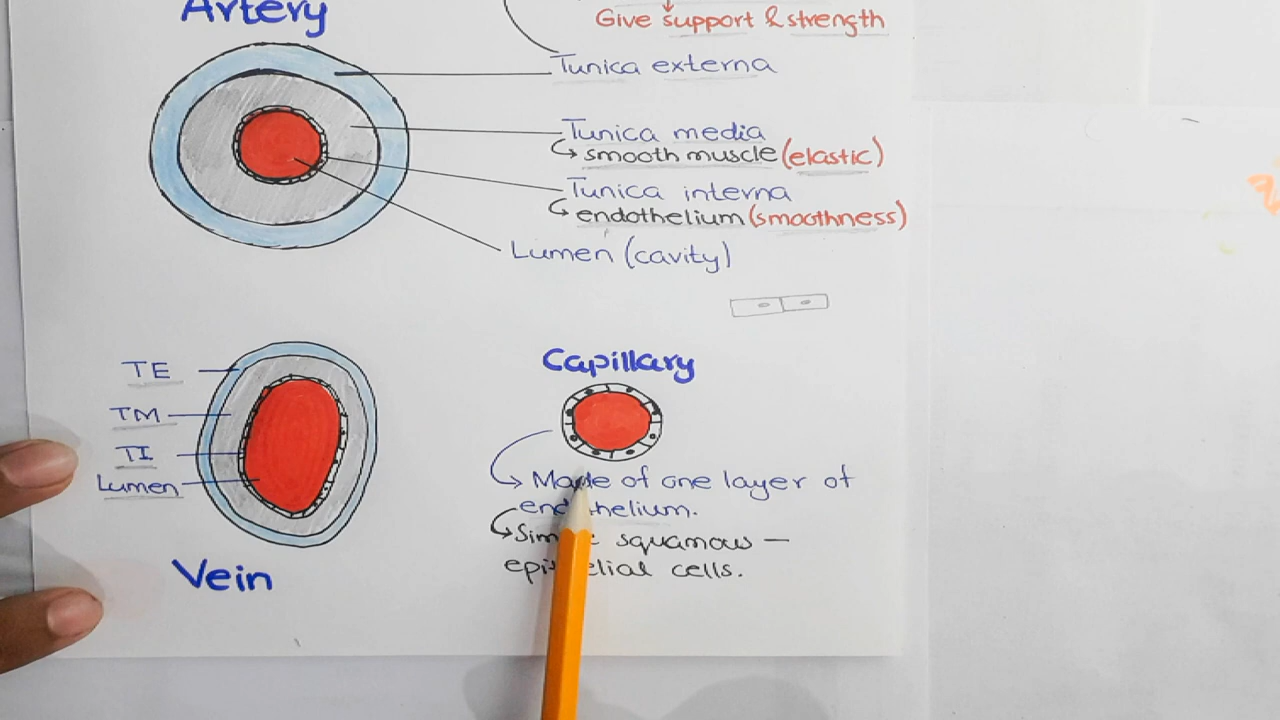 Artery
Give support & strength
Tunica externa
Tunica media
smooth muscle (elastic)
Tunica interna
endothelium (smoothness)
Lumen (cavity)
TE
TM
TI
Lumen
Vein
Capillary
Made of one layer of
endothelium.
squamous —
cells.